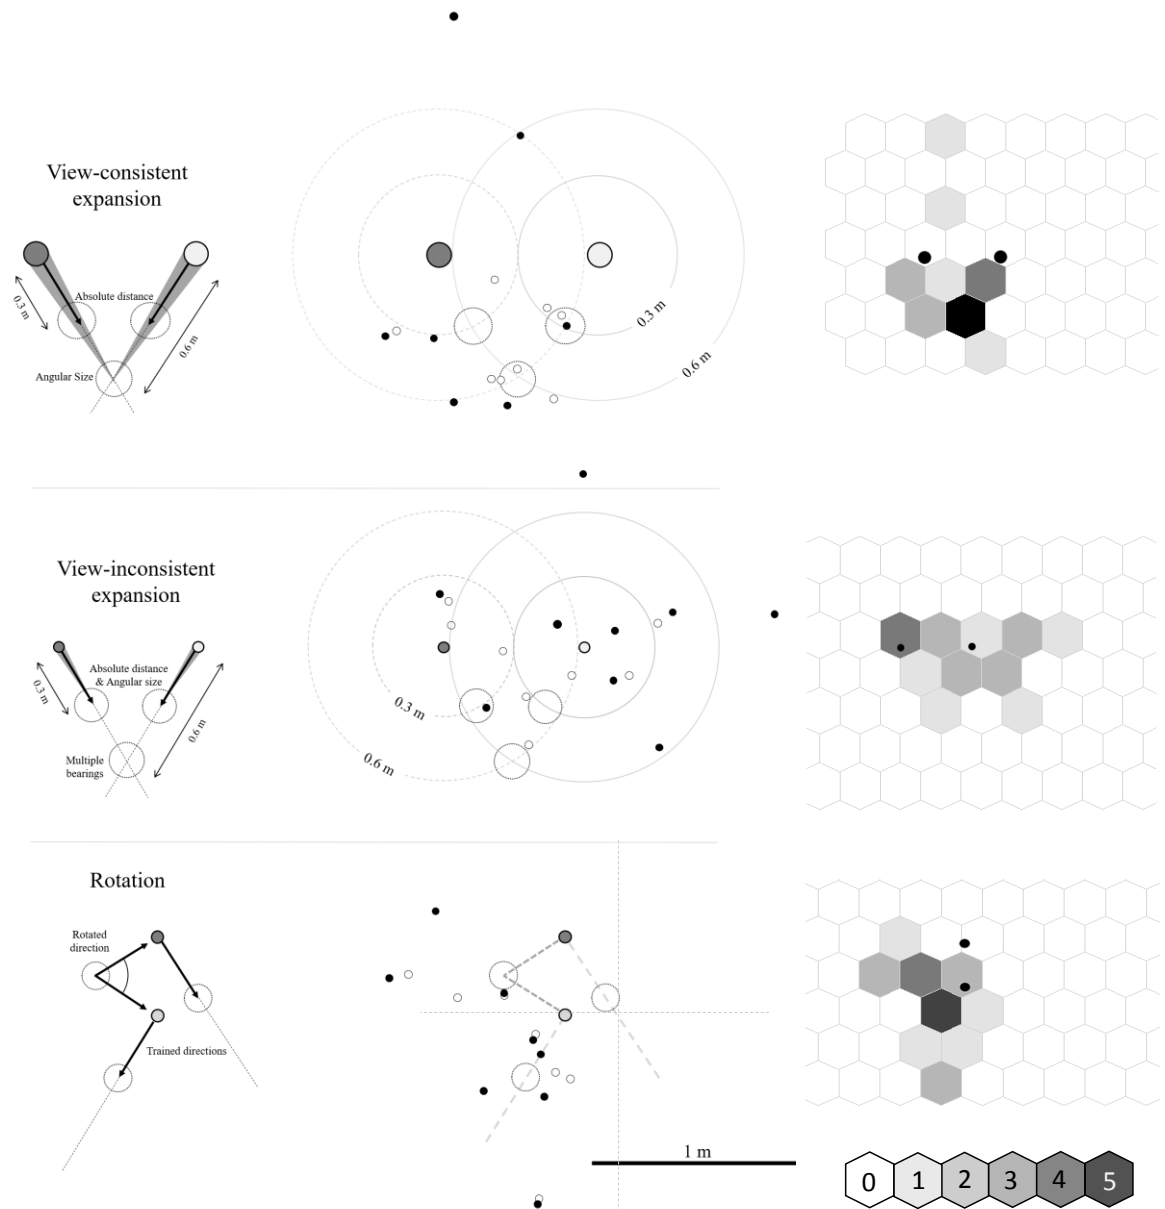 View-consistent
expansion
Absolute distance
0.3 m
0.6 m
Angular Size
0.3 m
0.6 m
View-inconsistent
expansion
Absolute distance
& Angular size
0.3 m
0.6 m
Multiple
bearings
0.3 m
0.6 m
Rotation
Rotated
direction
Trained directions
1 m
0 1 2 3 4 5